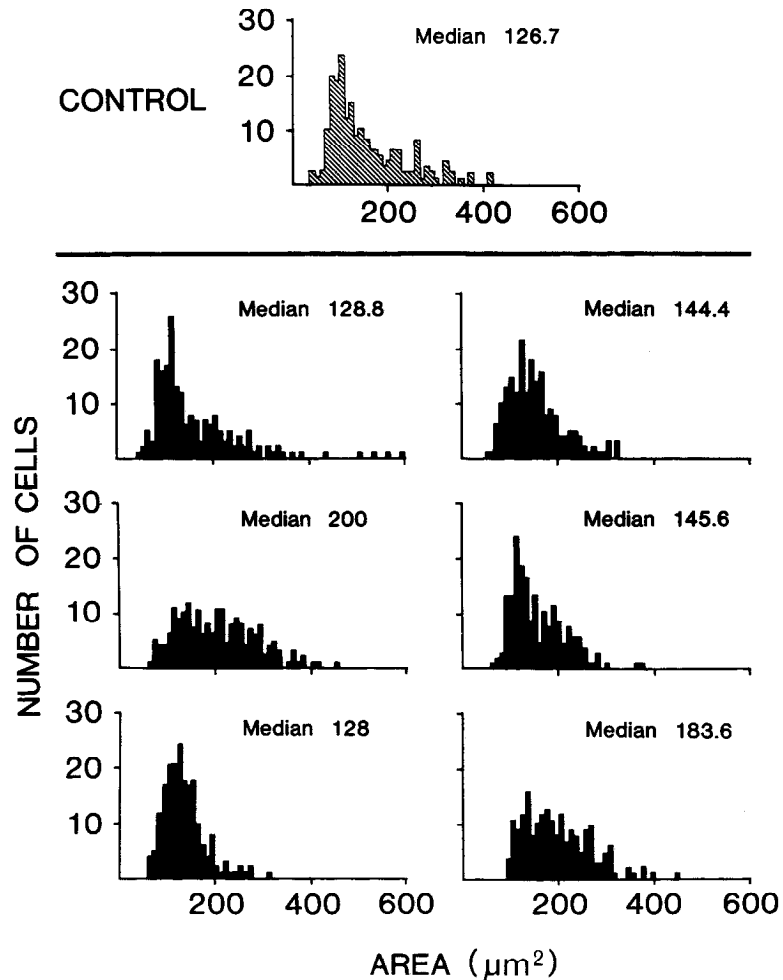 30
Median 126.7
CONTROL
20
10
200 400 600
30
Median 128.8
Median 144.4
20
10
NUMBER OF CELLS
30
Median 200
Median 145.6
20
10
30
Median 128
Median 183.6
20
10
200 400 600
200 400 600
AREA (μm²)